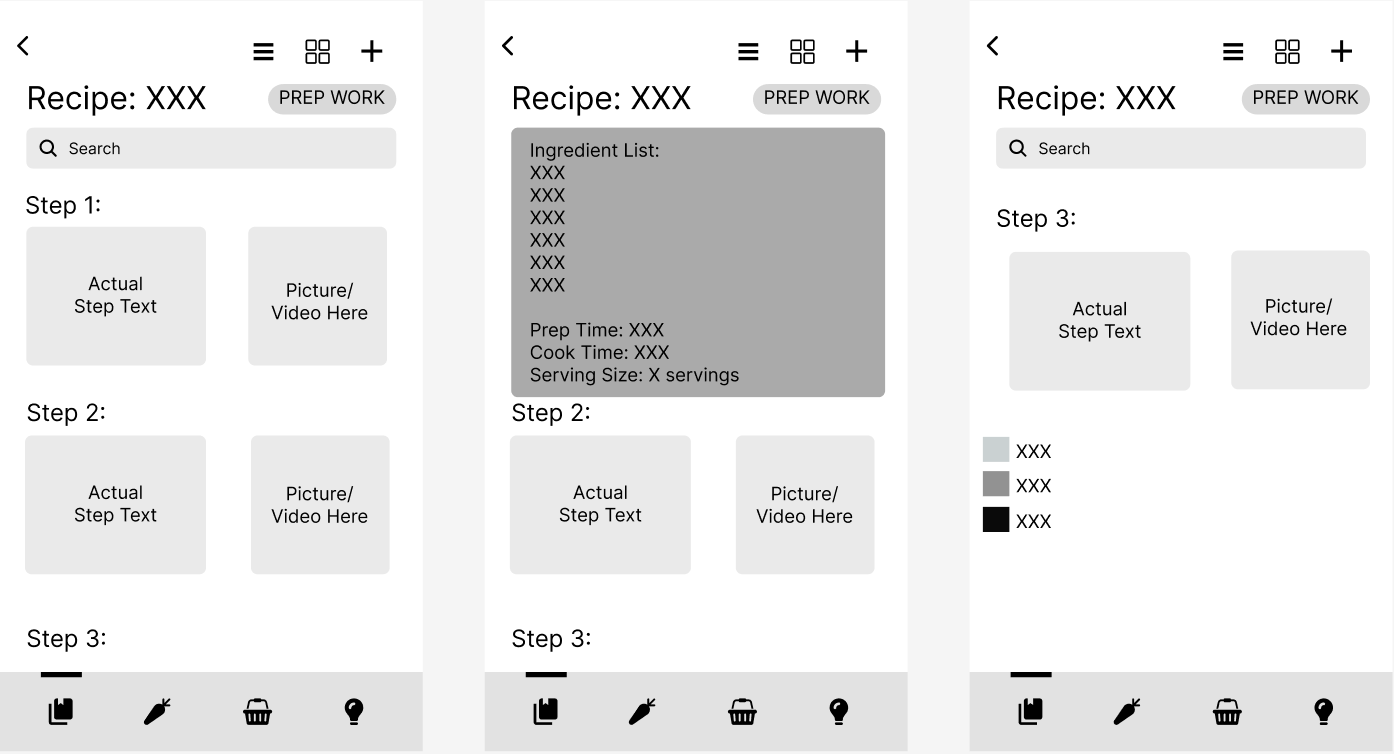 Recipe: XXX
PREP WORK
Search
Step 1:
Actual
Step Text
Picture/
Video Here
Step 2:
Actual
Step Text
Picture/
Video Here
Step 3:
Recipe: XXX
PREP WORK
Ingredient List:
XXX
XXX
XXX
XXX
XXX
XXX
Prep Time: XXX
Cook Time: XXX
Serving Size: X servings
Step 2:
Actual
Step Text
Picture/
Video Here
Step 3:
Recipe: XXX
PREP WORK
Search
Step 3:
Actual
Step Text
Picture/
Video Here
XXX
XXX
XXX